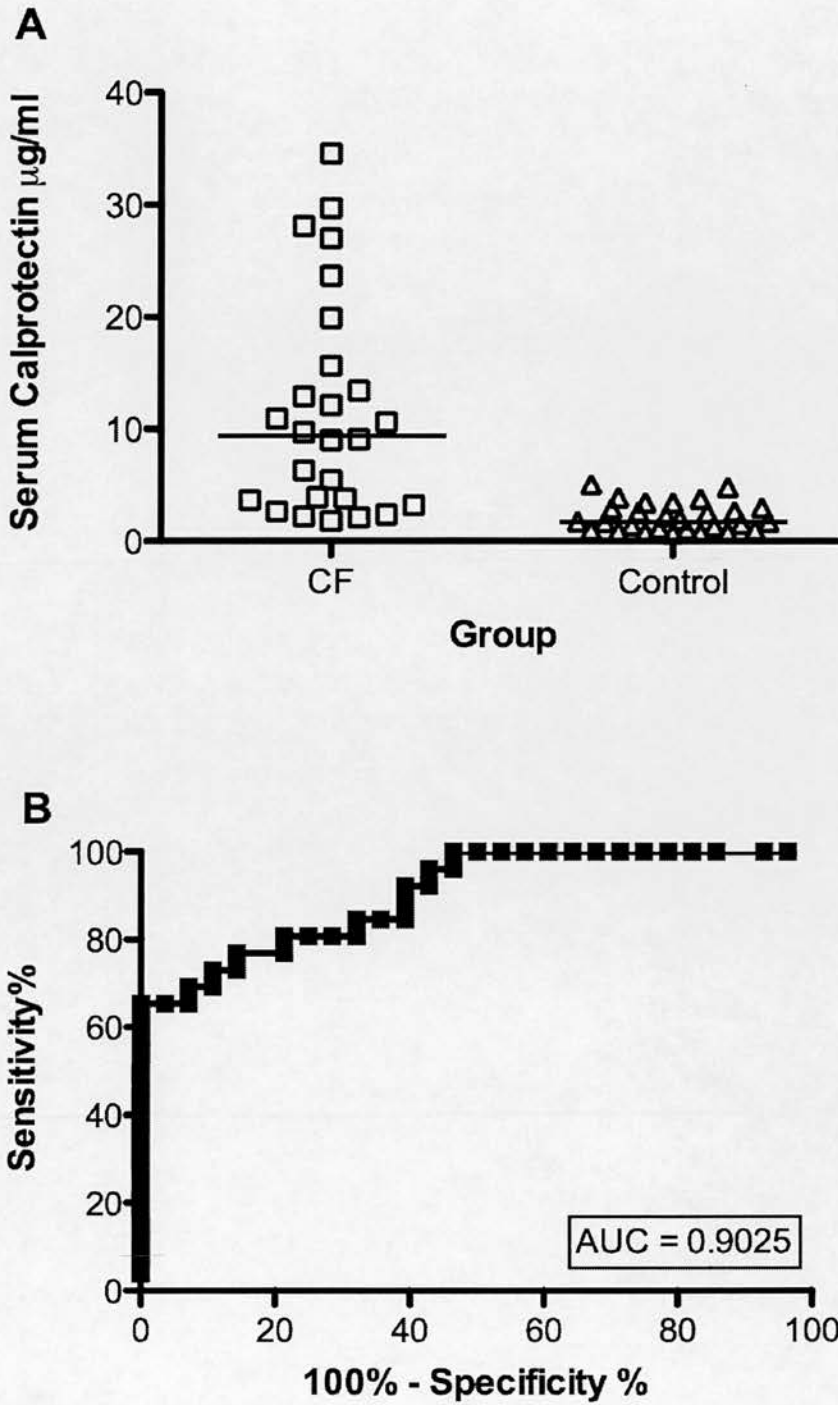 A
Serum Calprotectin µg/ml
40
30
20
10
0
CF
Control
Group
B
Sensitivity%
100
80
60
40
20
0
AUC = 0.9025
0
20
40
60
80
100
100% - Specificity %